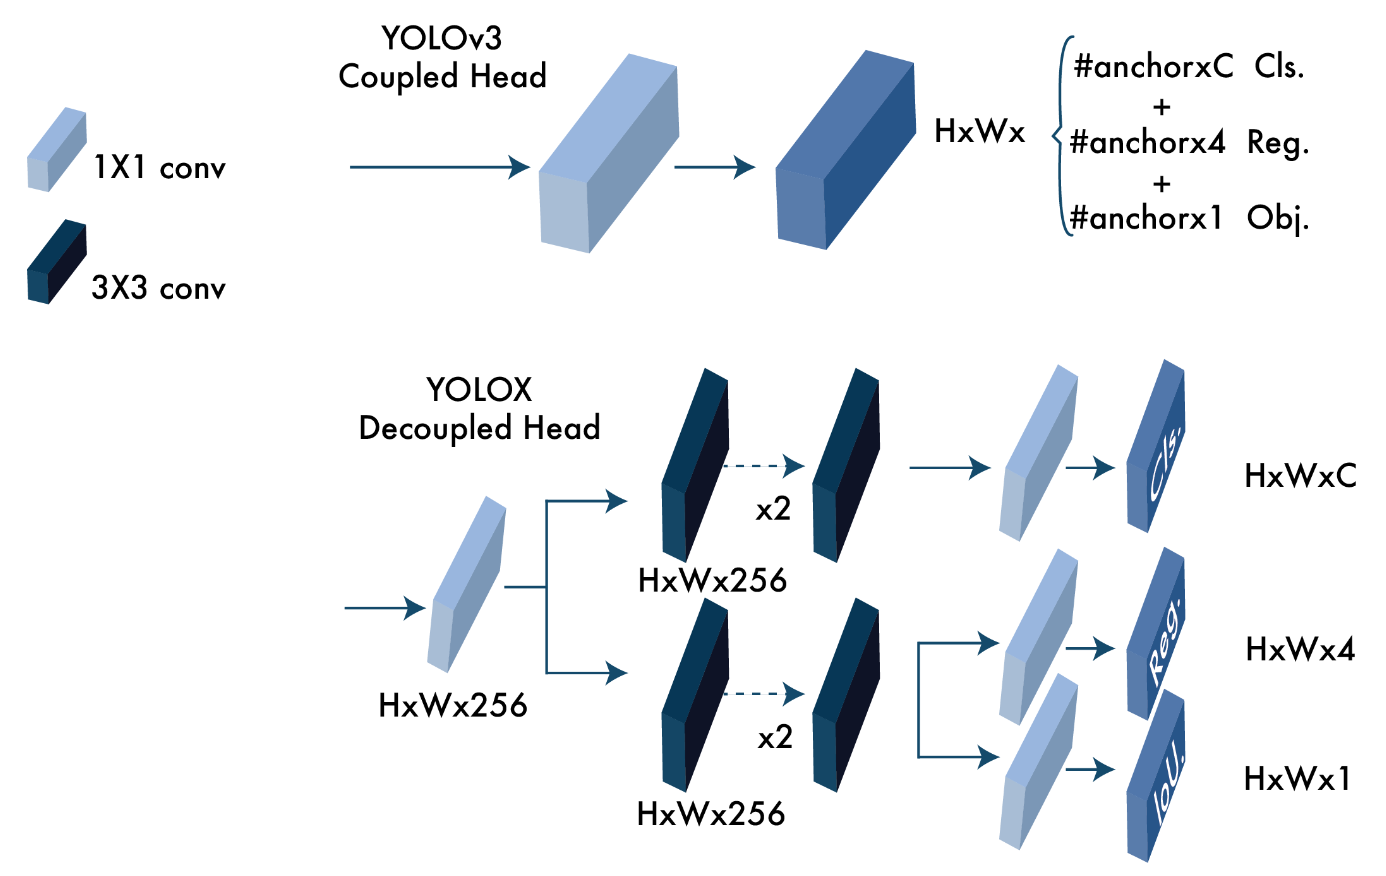 YOLOv3
Coupled Head
1X1 conv
3X3 conv
HxWx
#anchorxC Cls.
+
#anchorx4 Reg.
+
#anchorx1 Obj.
YOLOX
Decoupled Head
HxWx256
x2
HxWx256
x2
HxWx256
Cls.
HxWxC
Reg.
HxWx4
IoU.
HxWx1